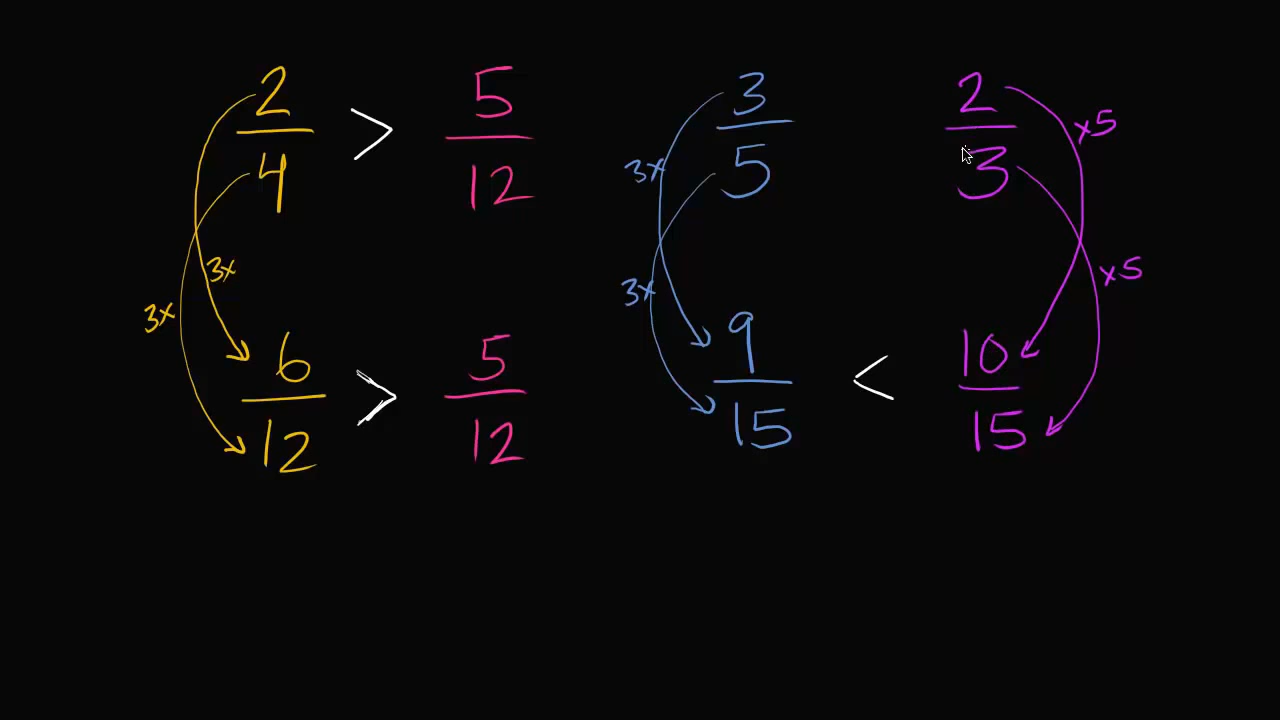 2/4 > 5/12
3x
3x
6/12 > 5/12
3/5 2/3
3x ×5
3x ×5
9/15 < 10/15